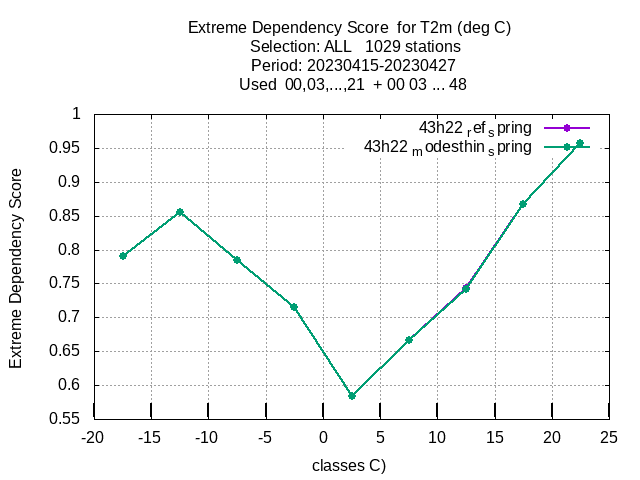 Extreme Dependency Score  for T2m (deg C)
Selection: ALL   1029 stations
Period: 20230415-20230427
Used  00,03,...,21  + 00 03 ... 48
43h22 ref spring
43h22 modesthin spring
1
0.95
0.9
0.85
0.8
0.75
0.7
0.65
0.6
0.55
Extreme Dependency Score
-20 -15 -10 -5 0 5 10 15 20 25
classes C)